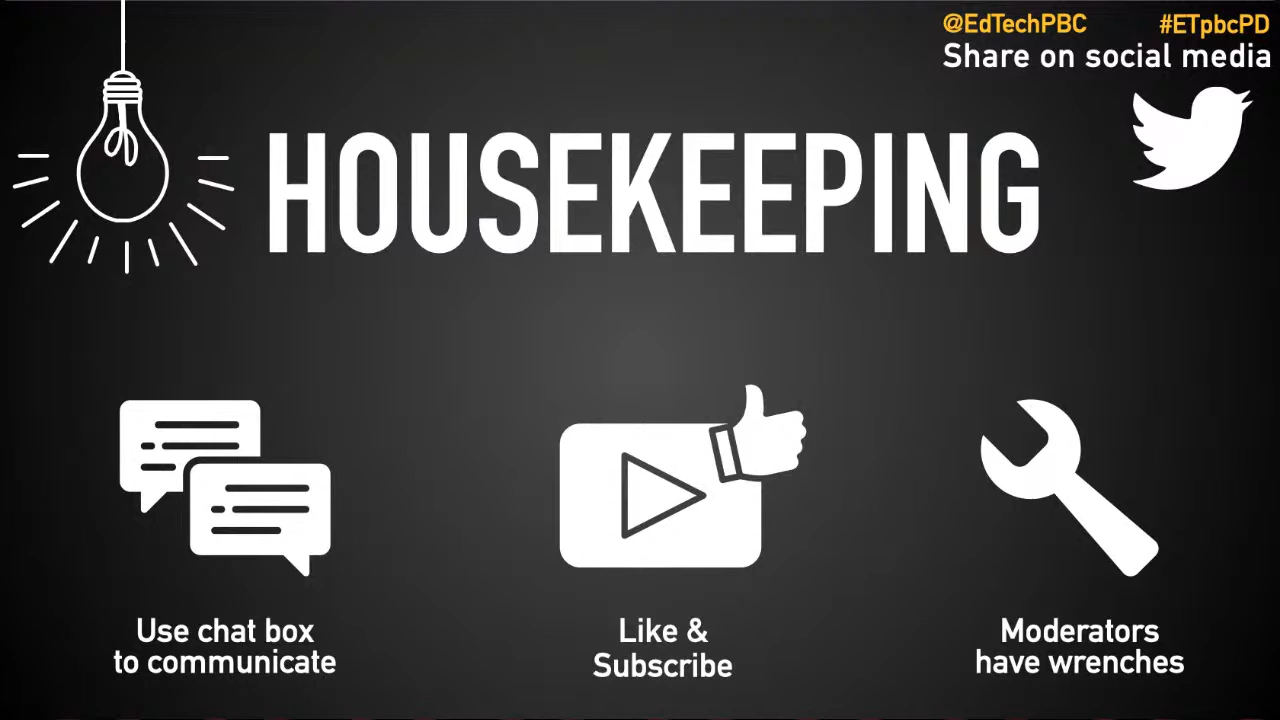 @EdTechPBC #ETpbcPD
Share on social media
HOUSEKEEPING
Use chat box
to communicate
Like &
Subscribe
Moderators
have wrenches